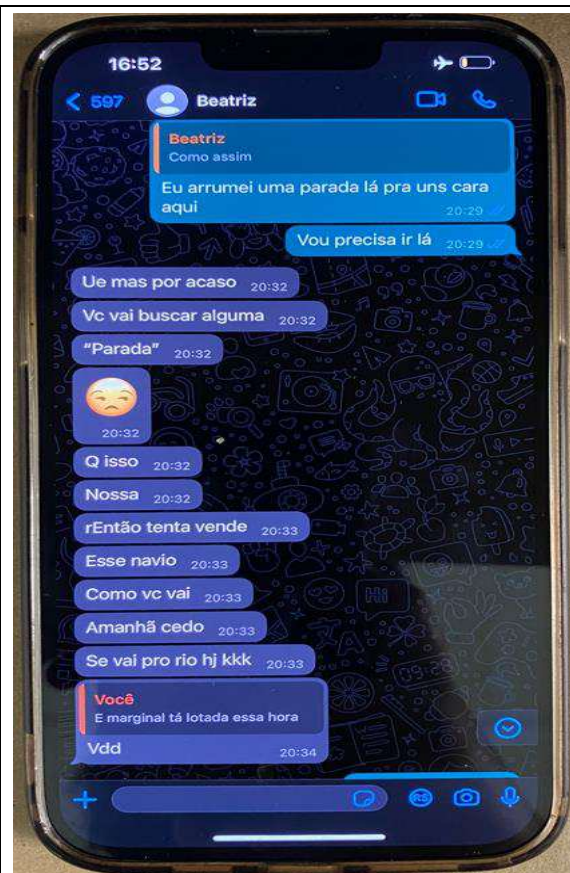 16:52
597 Beatriz
Beatriz
Como assim
Eu arrumei uma parada lá pra uns cara
aqui 20:29
Vou precisa ir lá 20:29
Ue mas por acaso 20:32
Vc vai buscar alguma 20:32
"Parada" 20:32
20:32
Q isso 20:32
Nossa 20:32
rEntão tenta vende 20:33
Esse navio 20:33
Como vc vai 20:33
Amanhã cedo 20:33
Se vai pro rio hj kkk 20:33
Você
E marginal tá lotada essa hora
Vdd 20:34
R$